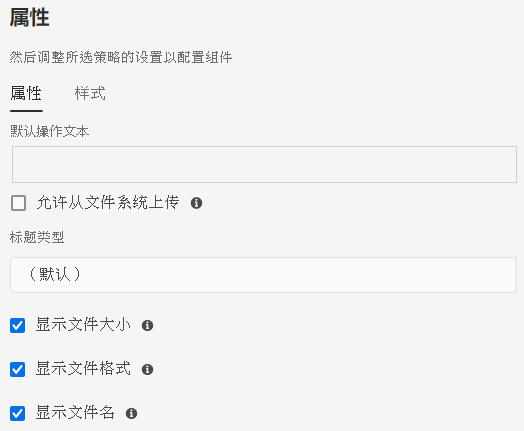 属性
然后调整所选策略的设置以配置组件
属性 样式
默认操作文本
允许从文件系统上传
标题类型
（默认）
显示文件大小
显示文件格式
显示文件名